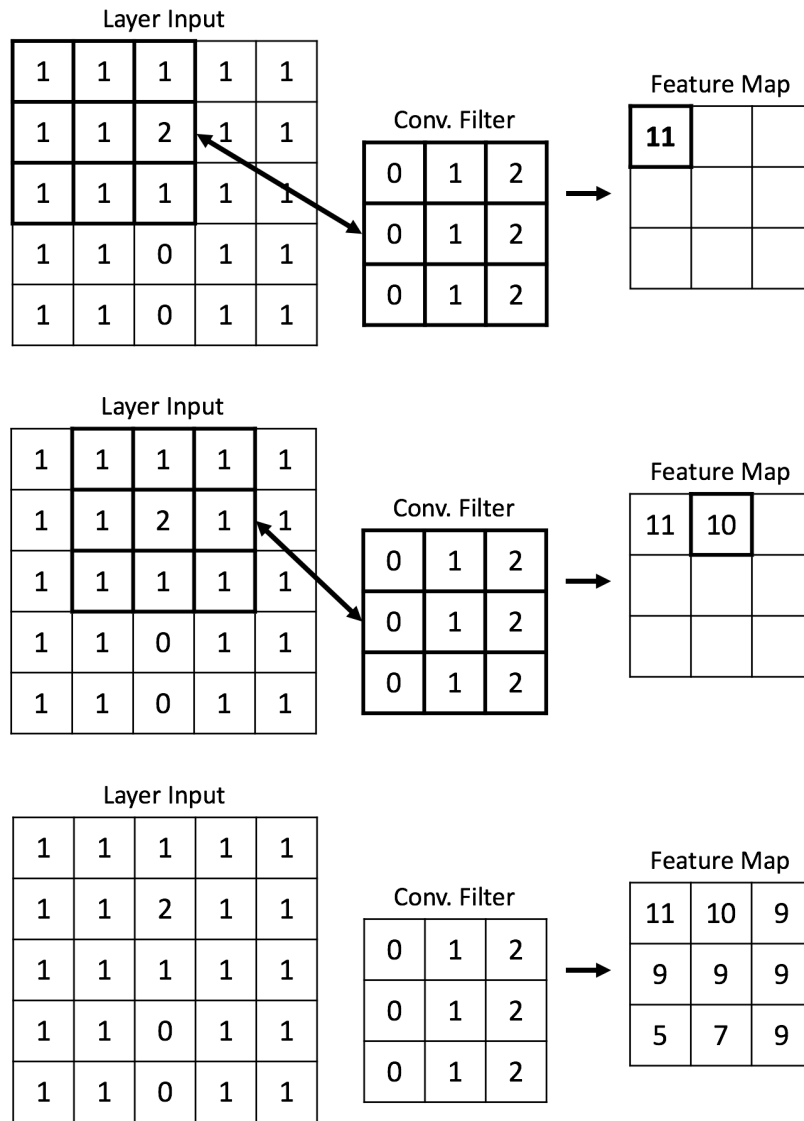 Layer Input
1 1 1 1 1
1 1 2 1 1
1 1 1 1 1
1 1 0 1 1
1 1 0 1 1
Conv. Filter
0 1 2
0 1 2
0 1 2
Feature Map
11
Layer Input
1 1 1 1 1
1 1 2 1 1
1 1 1 1 1
1 1 0 1 1
1 1 0 1 1
Conv. Filter
0 1 2
0 1 2
0 1 2
Feature Map
11 10
Layer Input
1 1 1 1 1
1 1 2 1 1
1 1 1 1 1
1 1 0 1 1
1 1 0 1 1
Conv. Filter
0 1 2
0 1 2
0 1 2
Feature Map
11 10 9
9 9 9
5 7 9